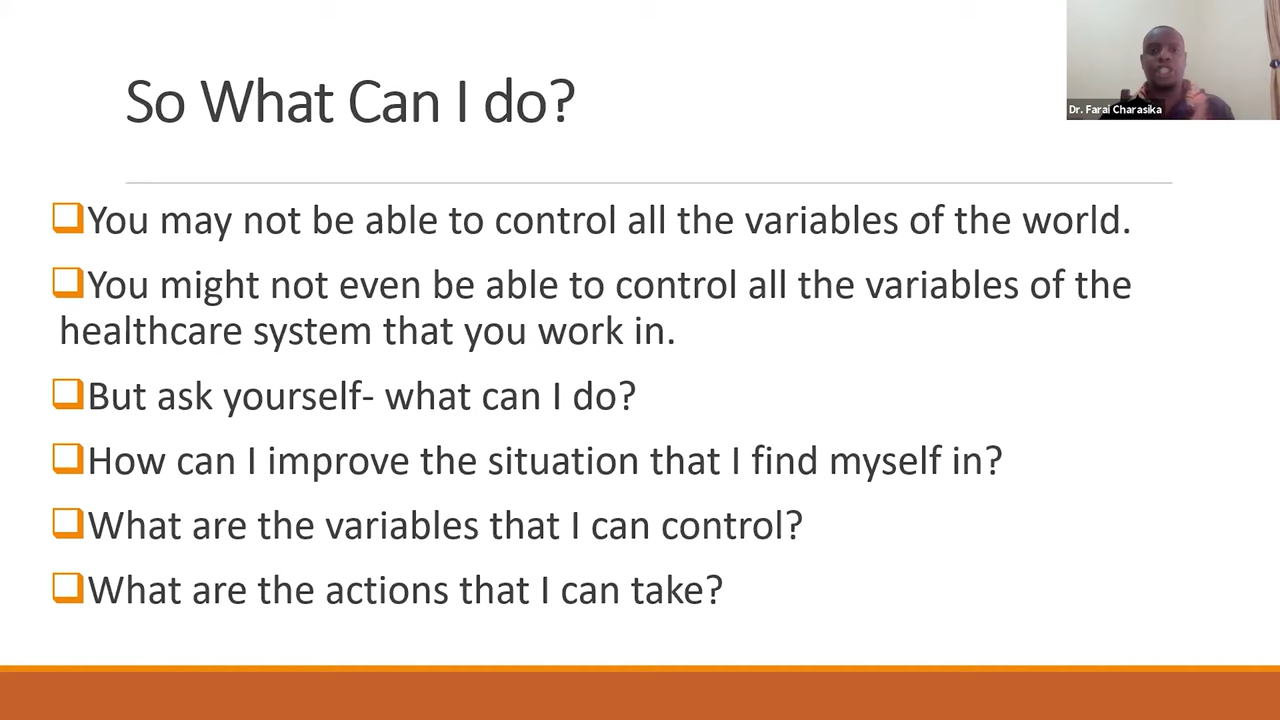 So What Can I do?
Dr. Farai Charasika
You may not be able to control all the variables of the world.
You might not even be able to control all the variables of the
healthcare system that you work in.
But ask yourself- what can I do?
How can I improve the situation that I find myself in?
What are the variables that I can control?
What are the actions that I can take?